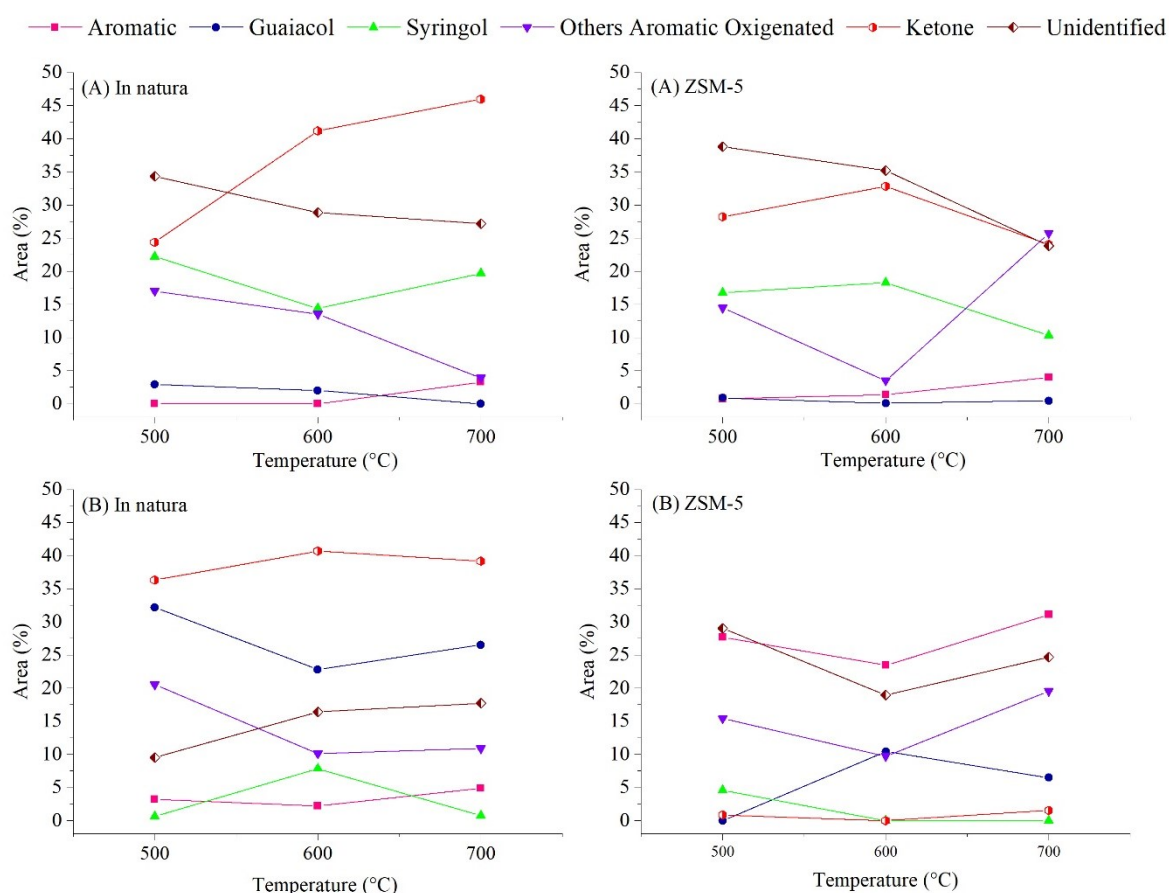 Aromatic Guaiacol Syringol Others Aromatic Oxigenated Ketone Unidentified
(A) In natura
50
45
40
35
30
25
20
15
10
5
0
Area (%)
500 600 700
Temperature (°C)
(A) ZSM-5
50
45
40
35
30
25
20
15
10
5
0
Area (%)
500 600 700
Temperature (°C)
(B) In natura
50
45
40
35
30
25
20
15
10
5
0
Area (%)
500 600 700
Temperature (°C)
(B) ZSM-5
50
45
40
35
30
25
20
15
10
5
0
Area (%)
500 600 700
Temperature (°C)